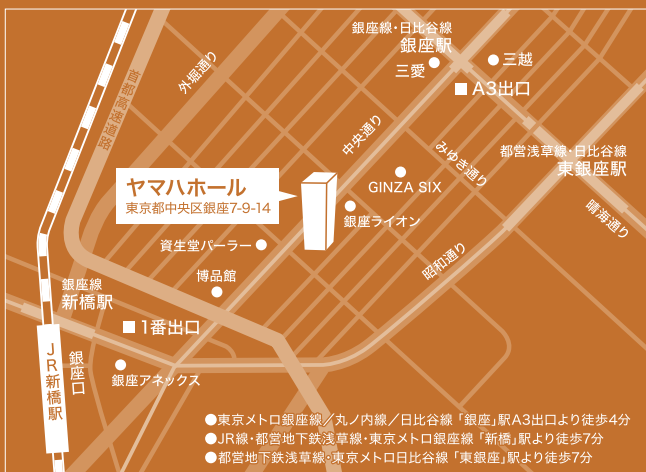 銀座線・日比谷線
銀座駅
三愛
三越
A3出口
首都高速道路
外堀通り
中央通り
みゆき通り
都営浅草線・日比谷線
東銀座駅
晴海通り
ヤマハホール
東京都中央区銀座7-9-14
GINZA SIX
銀座ライオン
資生堂パーラー
昭和通り
博品館
銀座線
新橋駅
1番出口
JR新橋駅
銀座口
銀座アネックス
●東京メトロ銀座線／丸ノ内線／日比谷線「銀座」駅A3出口より徒歩4分
●JR線・都営地下鉄浅草線・東京メトロ銀座線「新橋」駅より徒歩7分
●都営地下鉄浅草線・東京メトロ日比谷線「東銀座」駅より徒歩7分